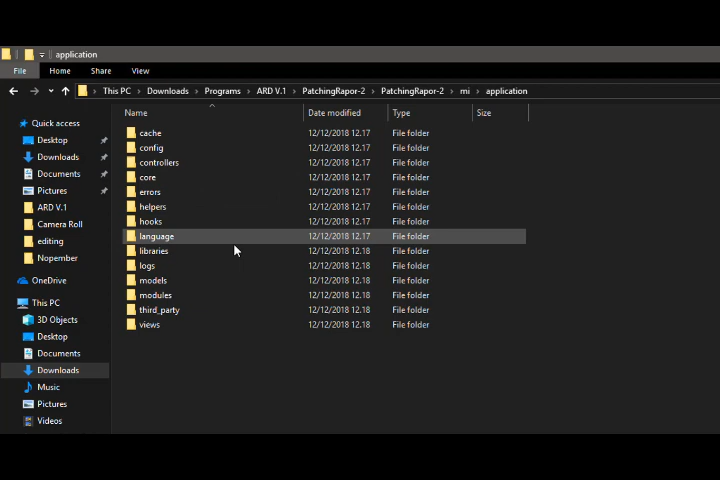 application
File Home Share View
This PC Downloads Programs ARD V.1 PatchingRapor-2 PatchingRapor-2 mi application
Name Date modified Type Size
Quick access
Desktop
Downloads
Documents
Pictures
ARD V.1
Camera Roll
editing
Nopember
OneDrive
This PC
3D Objects
Desktop
Documents
Downloads
Music
Pictures
Videos
cache 12/12/2018 12.17 File folder
config 12/12/2018 12.17 File folder
controllers 12/12/2018 12.17 File folder
core 12/12/2018 12.17 File folder
errors 12/12/2018 12.17 File folder
helpers 12/12/2018 12.17 File folder
hooks 12/12/2018 12.17 File folder
language 12/12/2018 12.17 File folder
libraries 12/12/2018 12.18 File folder
logs 12/12/2018 12.18 File folder
models 12/12/2018 12.18 File folder
modules 12/12/2018 12.18 File folder
third_party 12/12/2018 12.18 File folder
views 12/12/2018 12.18 File folder